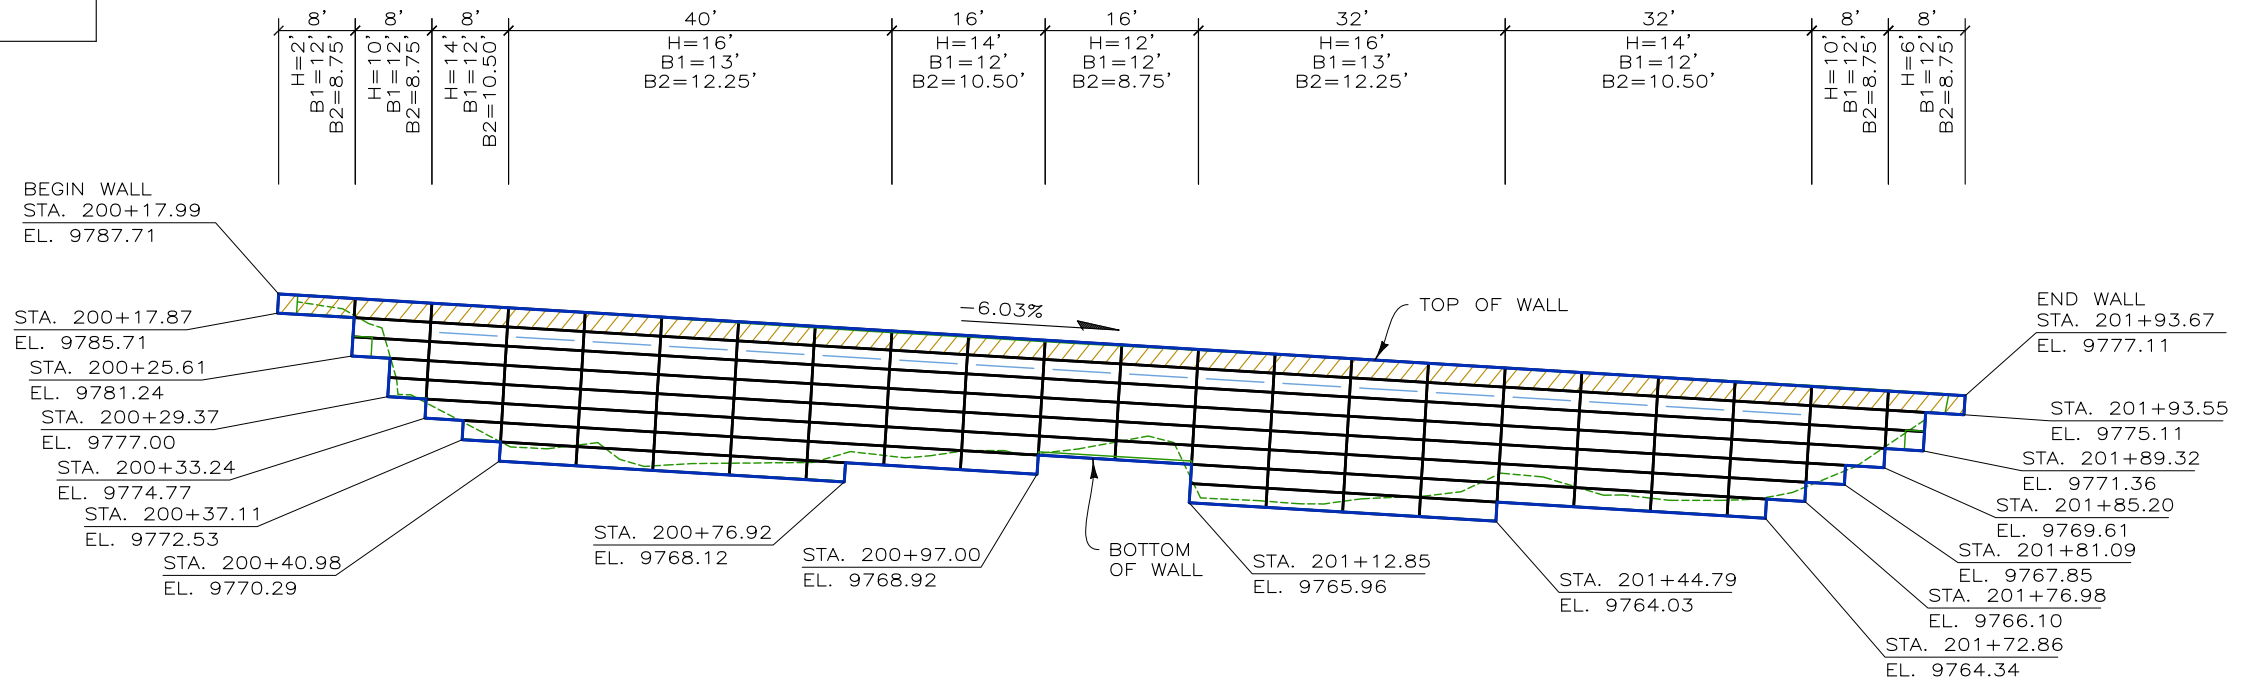 8'
8'
8'
40'
16'
16'
32'
32'
8'
8'
H=2'
B1=12'
B2=8.75'
H=10'
B1=12'
B2=8.75'
H=14'
B1=12'
B2=10.50'
H=16'
B1=13'
B2=12.25'
H=14'
B1=12'
B2=10.50'
H=12'
B1=12'
B2=8.75'
H=16'
B1=13'
B2=12.25'
H=14'
B1=12'
B2=10.50'
H=10'
B1=12'
B2=8.75'
H=6'
B1=12'
B2=8.75'
BEGIN WALL
STA. 200+17.99
EL. 9787.71
STA. 200+17.87
EL. 9785.71
STA. 200+25.61
EL. 9781.24
STA. 200+29.37
EL. 9777.00
STA. 200+33.24
EL. 9774.77
STA. 200+37.11
EL. 9772.53
STA. 200+40.98
EL. 9770.29
-6.03%
TOP OF WALL
STA. 200+76.92
EL. 9768.12
STA. 200+97.00
EL. 9768.92
BOTTOM
OF WALL
STA. 201+12.85
EL. 9765.96
STA. 201+44.79
EL. 9764.03
END WALL
STA. 201+93.67
EL. 9777.11
STA. 201+93.55
EL. 9775.11
STA. 201+89.32
EL. 9771.36
STA. 201+85.20
EL. 9769.61
STA. 201+81.09
EL. 9767.85
STA. 201+76.98
EL. 9766.10
STA. 201+72.86
EL. 9764.34